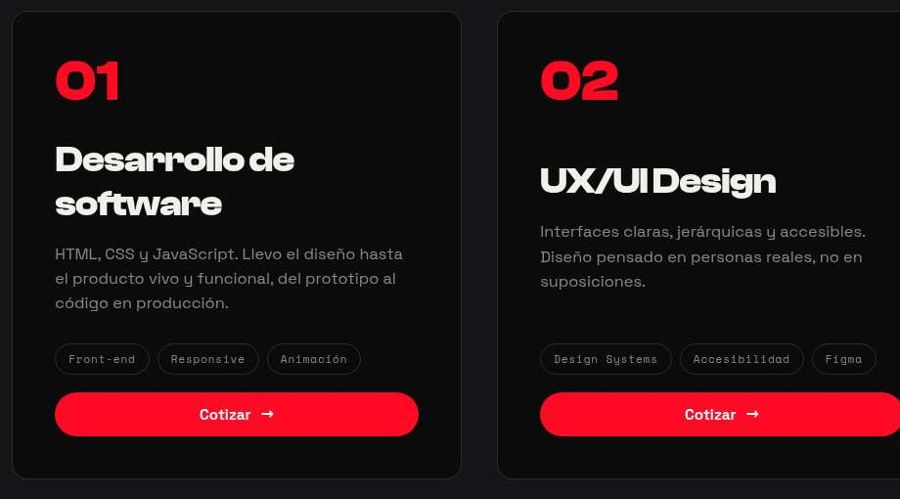 01
Desarrollo de
software
HTML, CSS y JavaScript. Llevo el diseño hasta
el producto vivo y funcional, del prototipo al
código en producción.
Front-end
Responsive
Animación
Cotizar →
02
UX/UI Design
Interfaces claras, jerárquicas y accesibles.
Diseño pensado en personas reales, no en
suposiciones.
Design Systems
Accesibilidad
Figma
Cotizar →